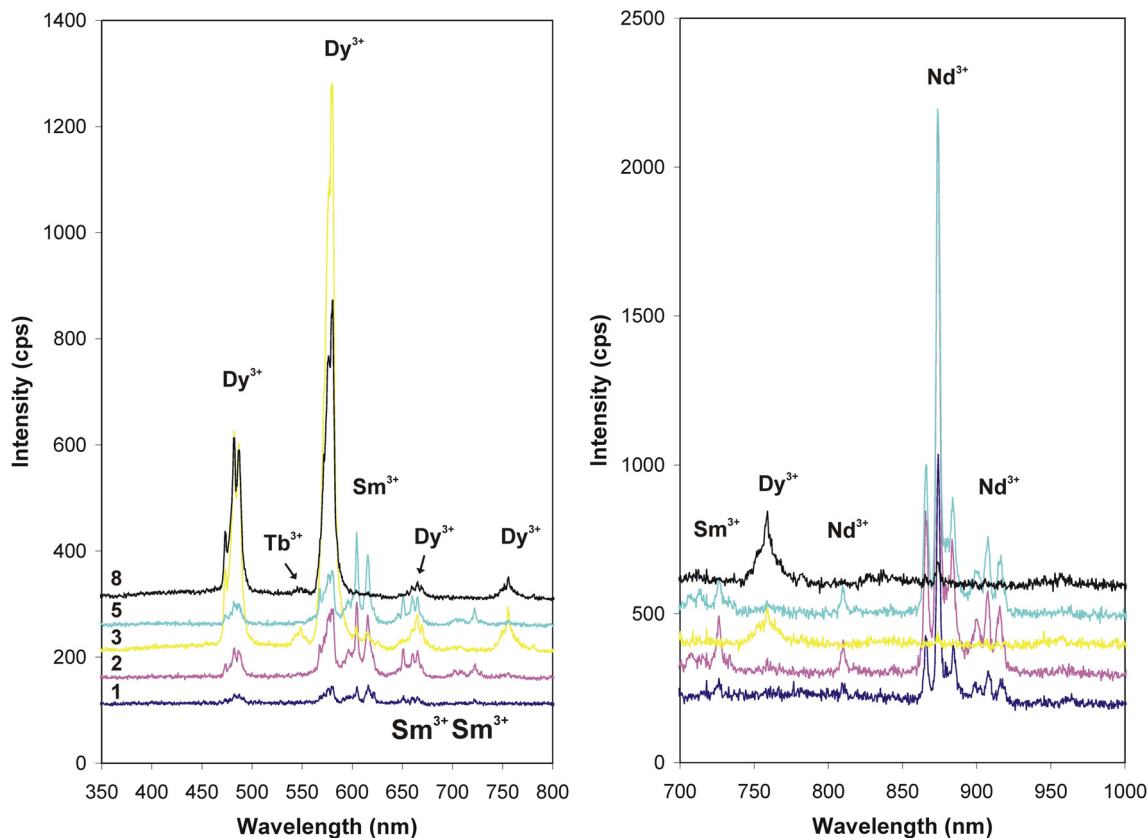 1400
1200
1000
800
600
400
200
0
350 400 450 500 550 600 650 700 750 800
Wavelength (nm)
Intensity (cps)
Dy³⁺
Dy³⁺
Sm³⁺
Tb³⁺
Dy³⁺
Dy³⁺
8
5
3
2
1
Sm³⁺ Sm³⁺
2500
2000
1500
1000
500
0
700 750 800 850 900 950 1000
Wavelength (nm)
Intensity (cps)
Nd³⁺
Dy³⁺
Nd³⁺
Sm³⁺
Nd³⁺